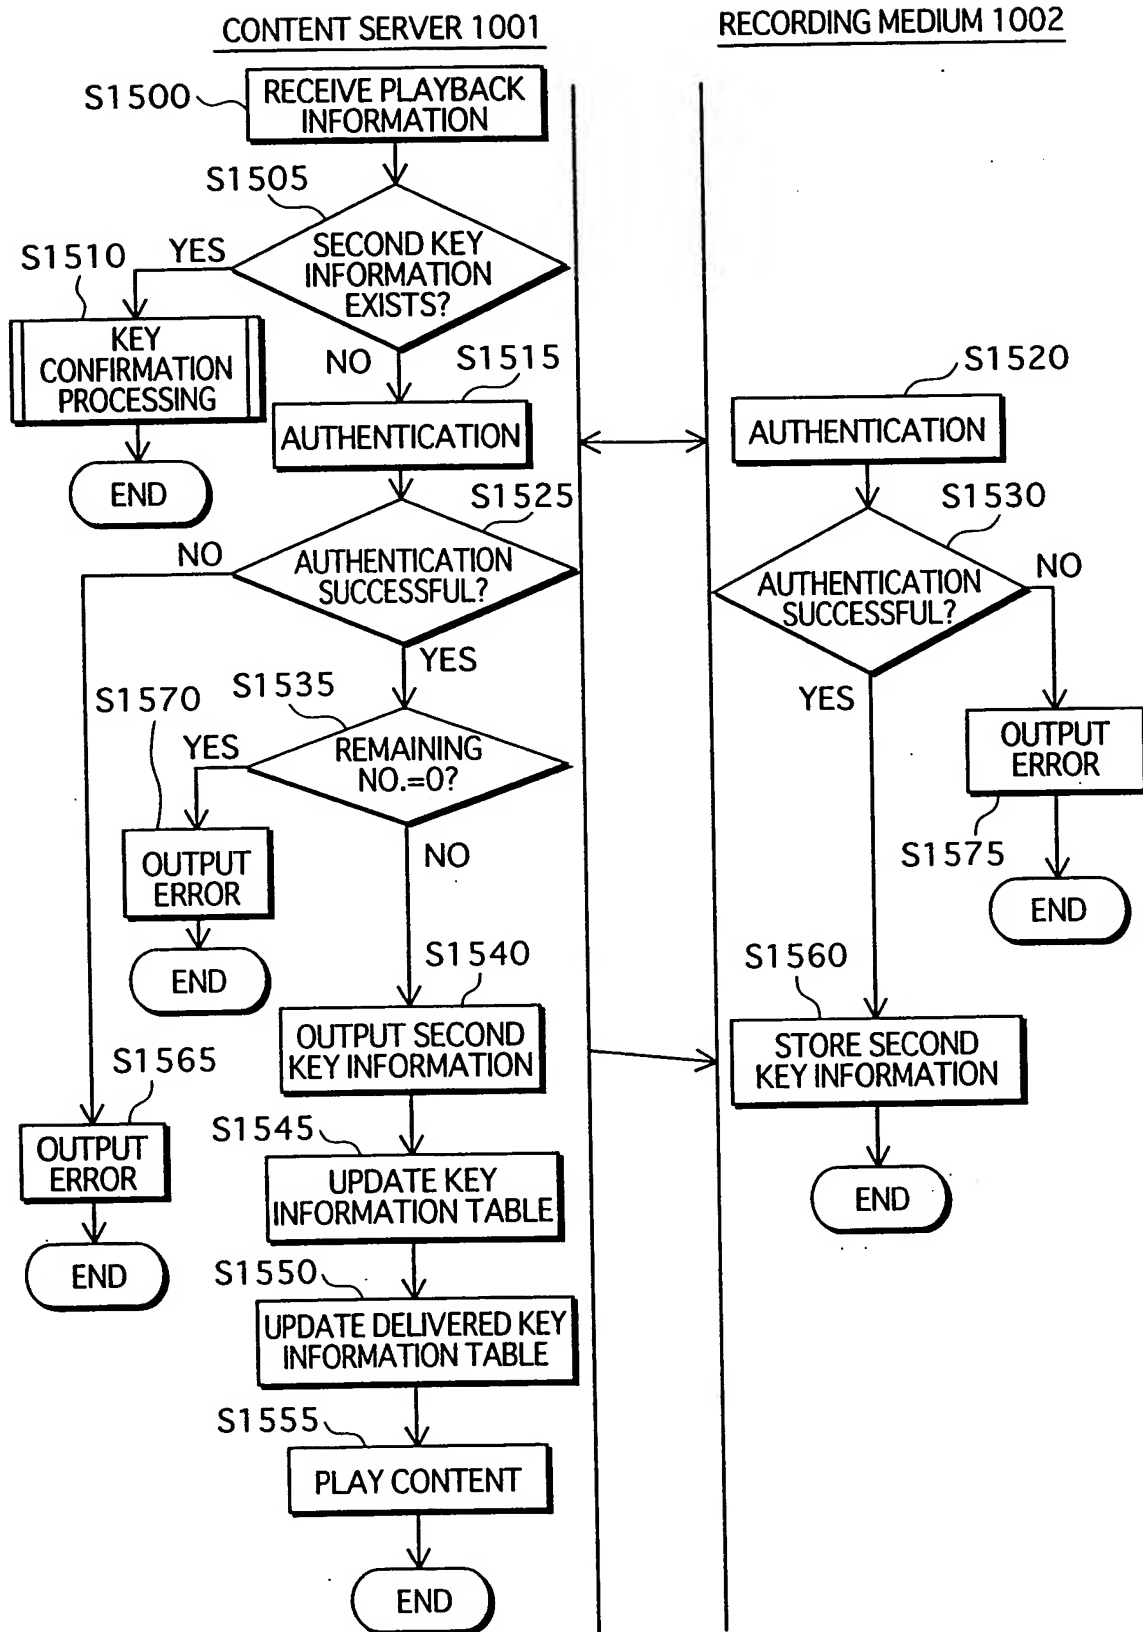 CONTENT SERVER 1001
RECORDING MEDIUM 1002
S1500
RECEIVE PLAYBACK
INFORMATION
S1505
YES
SECOND KEY
INFORMATION
EXISTS?
S1510
KEY
CONFIRMATION
PROCESSING
END
NO
S1515
AUTHENTICATION
S1520
AUTHENTICATION
S1525
NO
AUTHENTICATION
SUCCESSFUL?
YES
S1530
AUTHENTICATION
SUCCESSFUL?
NO
YES
S1535
REMAINING
NO.=0?
YES
S1570
OUTPUT
ERROR
END
NO
OUTPUT
ERROR
S1575
END
S1540
OUTPUT SECOND
KEY INFORMATION
S1560
STORE SECOND
KEY INFORMATION
END
S1565
OUTPUT
ERROR
END
S1545
UPDATE KEY
INFORMATION TABLE
S1550
UPDATE DELIVERED KEY
INFORMATION TABLE
S1555
PLAY CONTENT
END